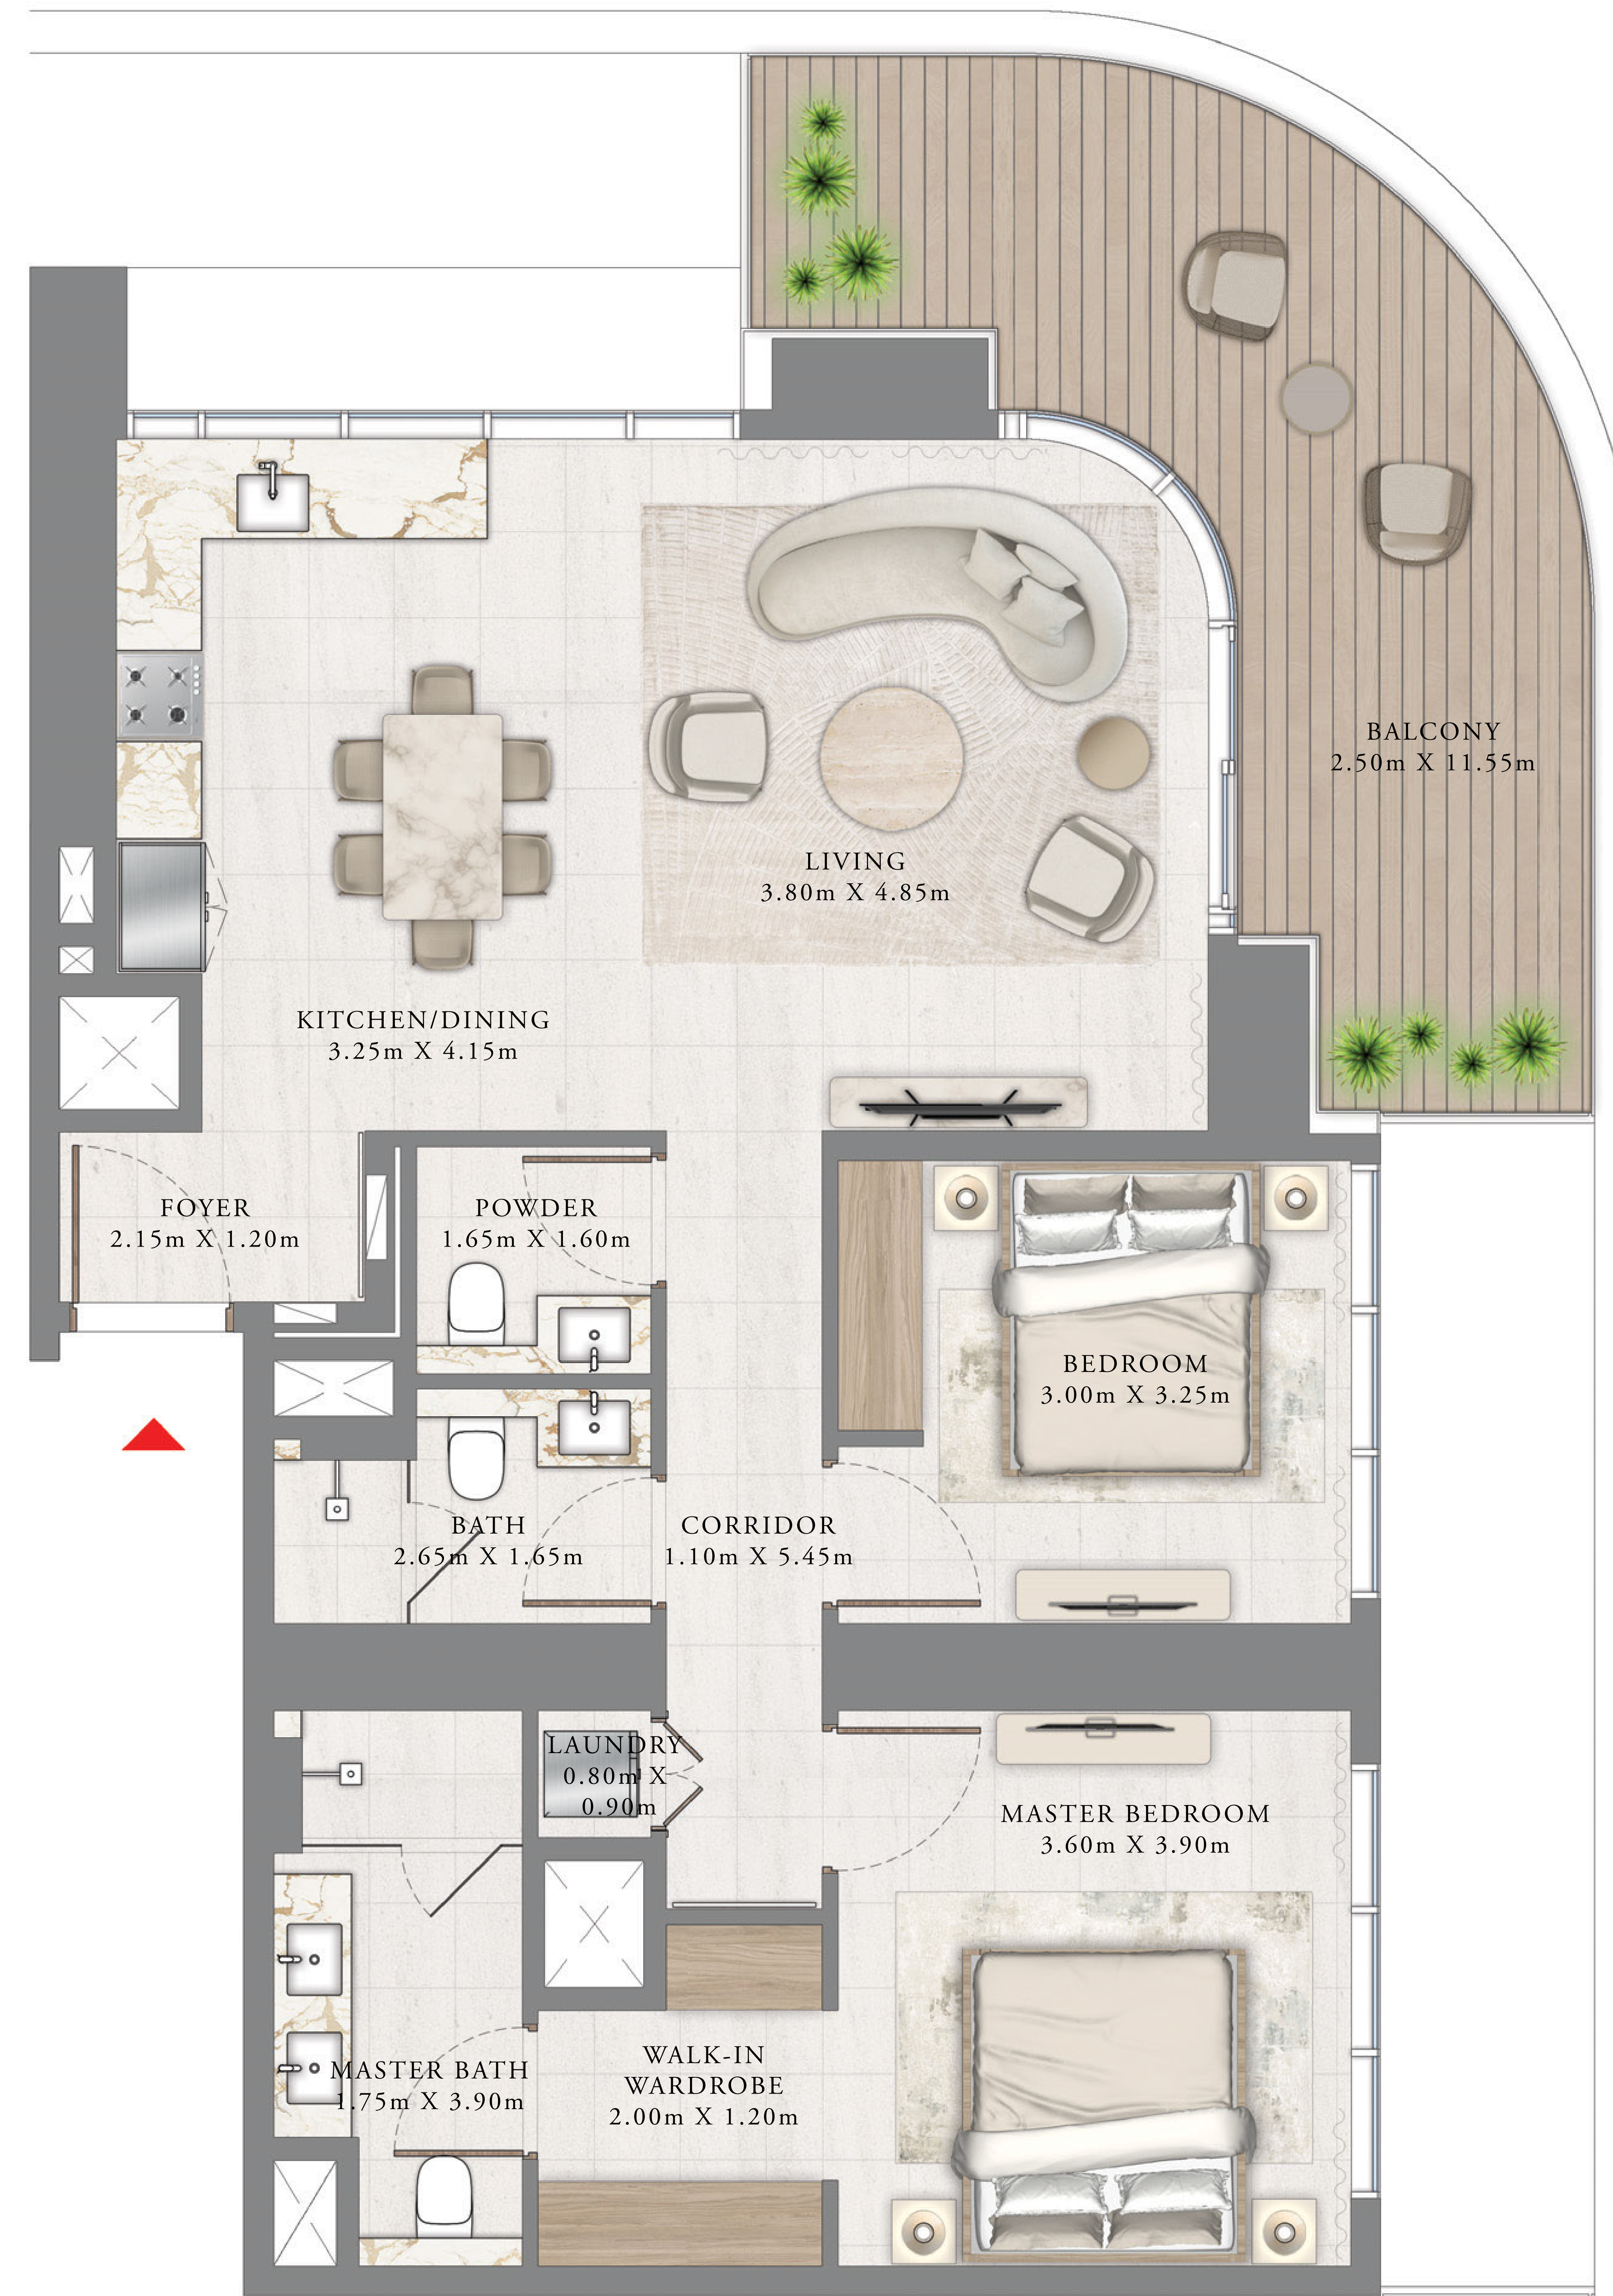 BALCONY
2.50m X 11.55m
LIVING
3.80m X 4.85m
KITCHEN/DINING
3.25m X 4.15m
FOYER
2.15m X 1.20m
POWDER
1.65m X 1.60m
BEDROOM
3.00m X 3.25m
BATH
2.65m X 1.65m
CORRIDOR
1.10m X 5.45m
LAUNDRY
0.80m X
0.90m
MASTER BEDROOM
3.60m X 3.90m
MASTER BATH
1.75m X 3.90m
WALK-IN
WARDROBE
2.00m X 1.20m